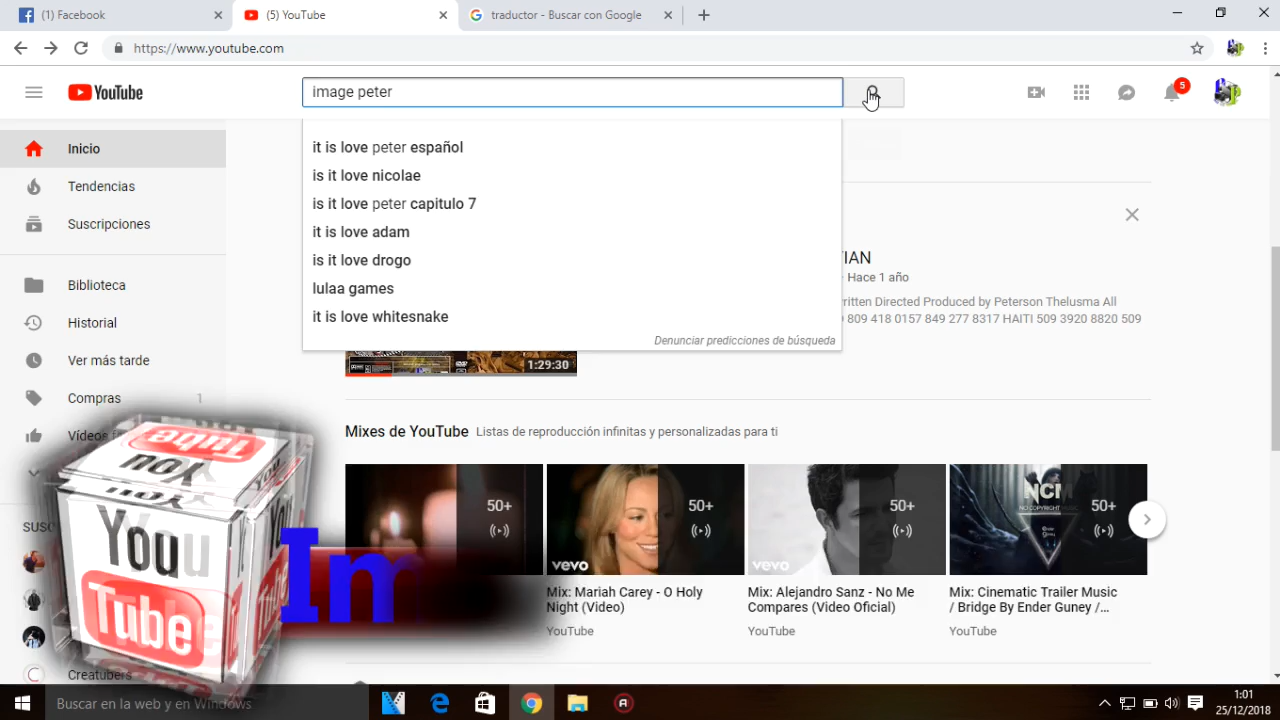 (1) Facebook
(5) YouTube
traductor - Buscar con Google
https://www.youtube.com
YouTube
image peter
5
it is love peter español
is it love nicolae
is it love peter capitulo 7
it is love adam
is it love drogo
lulaa games
it is love whitesnake
Denunciar predicciones de búsqueda
Inicio
Tendencias
Suscripciones
Biblioteca
Historial
Ver más tarde
Compras 1
IAN
Hace 1 año
ritten Directed Produced by Peterson Thelusma All
809 418 0157 849 277 8317 HAITI 509 3920 8820 509
1:29:30
Mixes de YouTube Listas de reproducción infinitas y personalizadas para ti
50+
50+
50+
50+
vevo
vevo
NCM
NO COPYRIGHT MUSIC
Mix: Mariah Carey - O Holy
Night (Video)
YouTube
Mix: Alejandro Sanz - No Me
Compares (Video Oficial)
YouTube
Mix: Cinematic Trailer Music
/ Bridge By Ender Guney /...
YouTube
Creatubers
You
Tube
Im
Buscar en la web y en Windows
1:01
25/12/2018